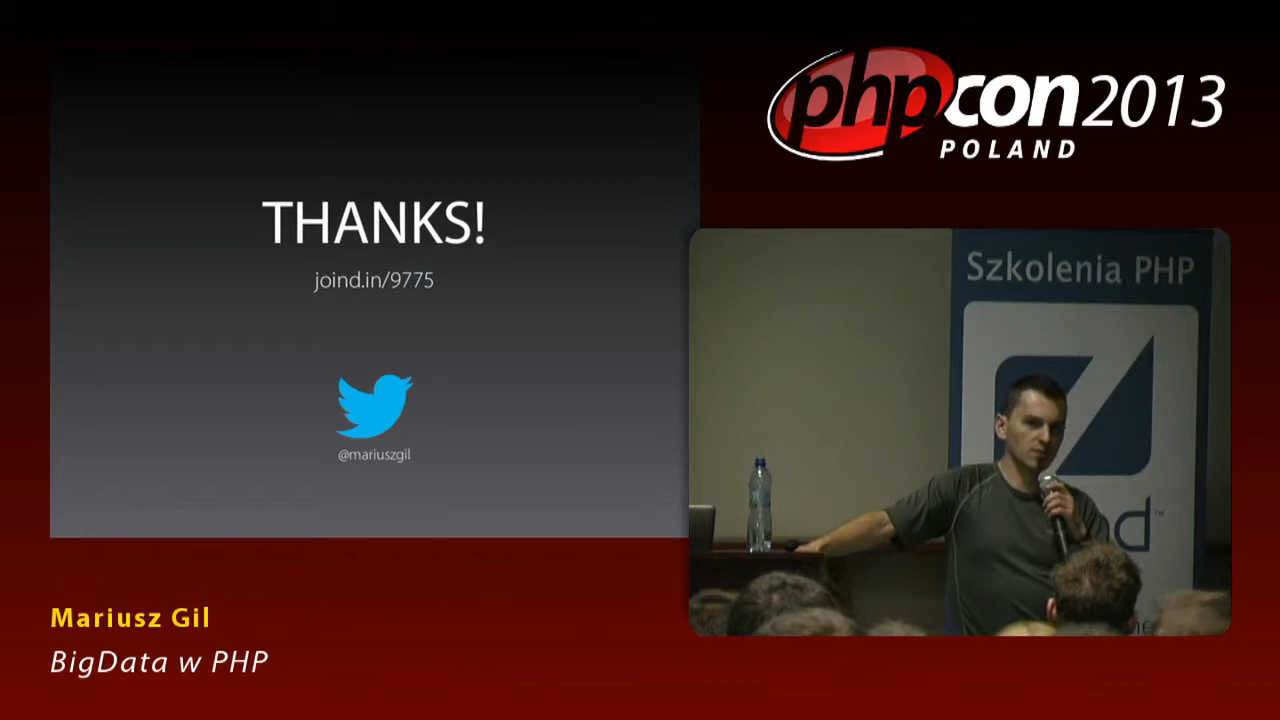 THANKS!
joind.in/9775
@mariuszgil
phpcon2013
POLAND
Szkolenia PHP
Mariusz Gil
BigData w PHP